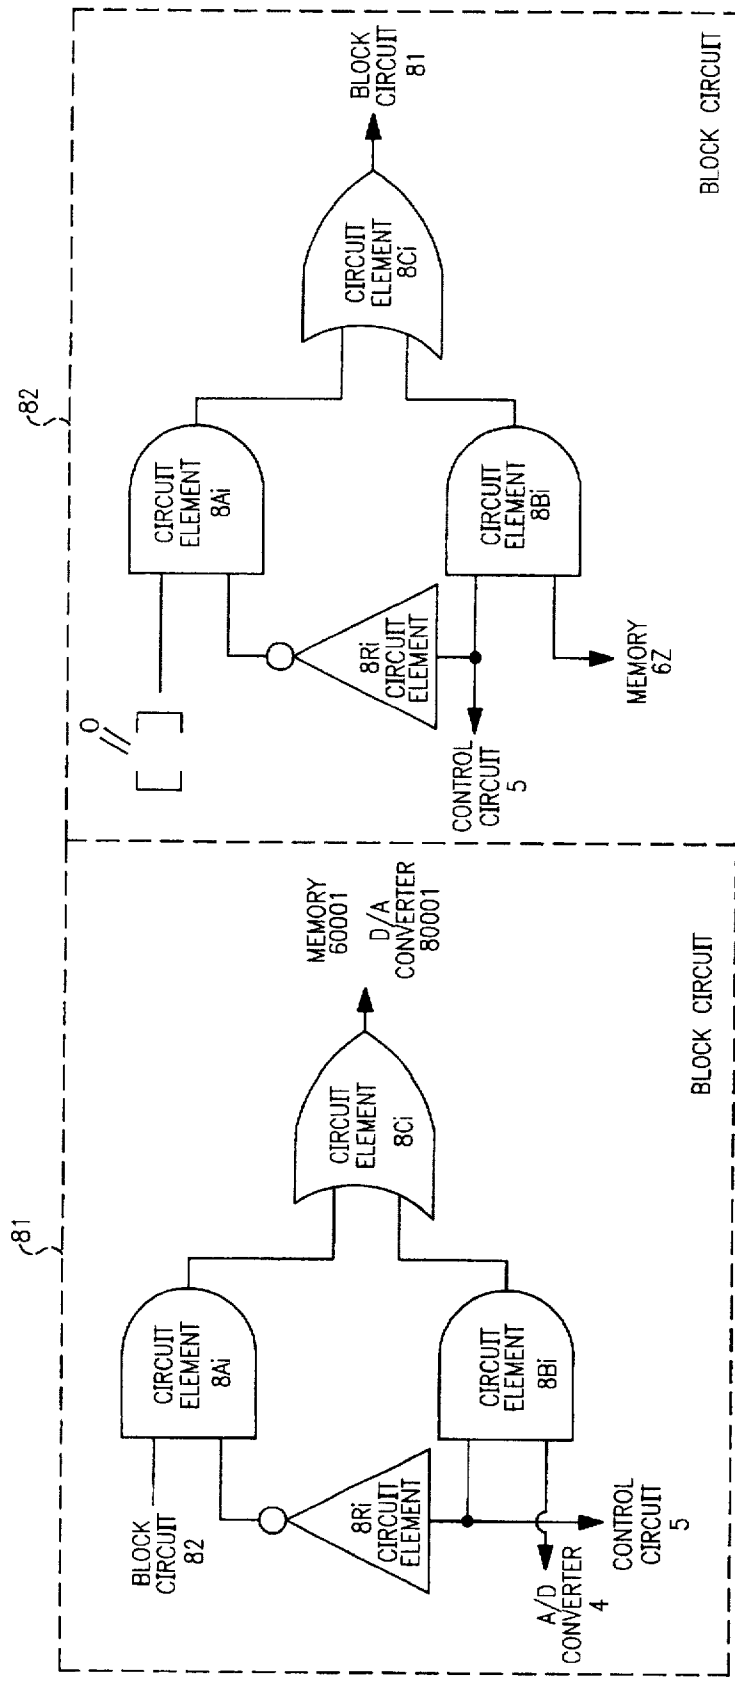 81
82
BLOCK
CIRCUIT
82
CIRCUIT
ELEMENT
8Ai
8Ri
CIRCUIT
ELEMENT
CIRCUIT
ELEMENT
8Bi
A/D
CONVERTER
4
CONTROL
CIRCUIT
5
CIRCUIT
ELEMENT
8Ci
MEMORY
60001
D/A
CONVERTER
80001
BLOCK CIRCUIT
O
CIRCUIT
ELEMENT
8Ai
8Ri
CIRCUIT
ELEMENT
CONTROL
CIRCUIT
5
CIRCUIT
ELEMENT
8Bi
MEMORY
6Z
CIRCUIT
ELEMENT
8Ci
BLOCK
CIRCUIT
81
BLOCK CIRCUIT